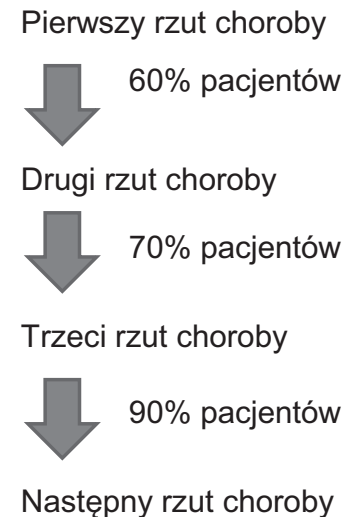 Pierwszy rzut choroby
60% pacjentów
Drugi rzut choroby
70% pacjentów
Trzeci rzut choroby
90% pacjentów
Następny rzut choroby